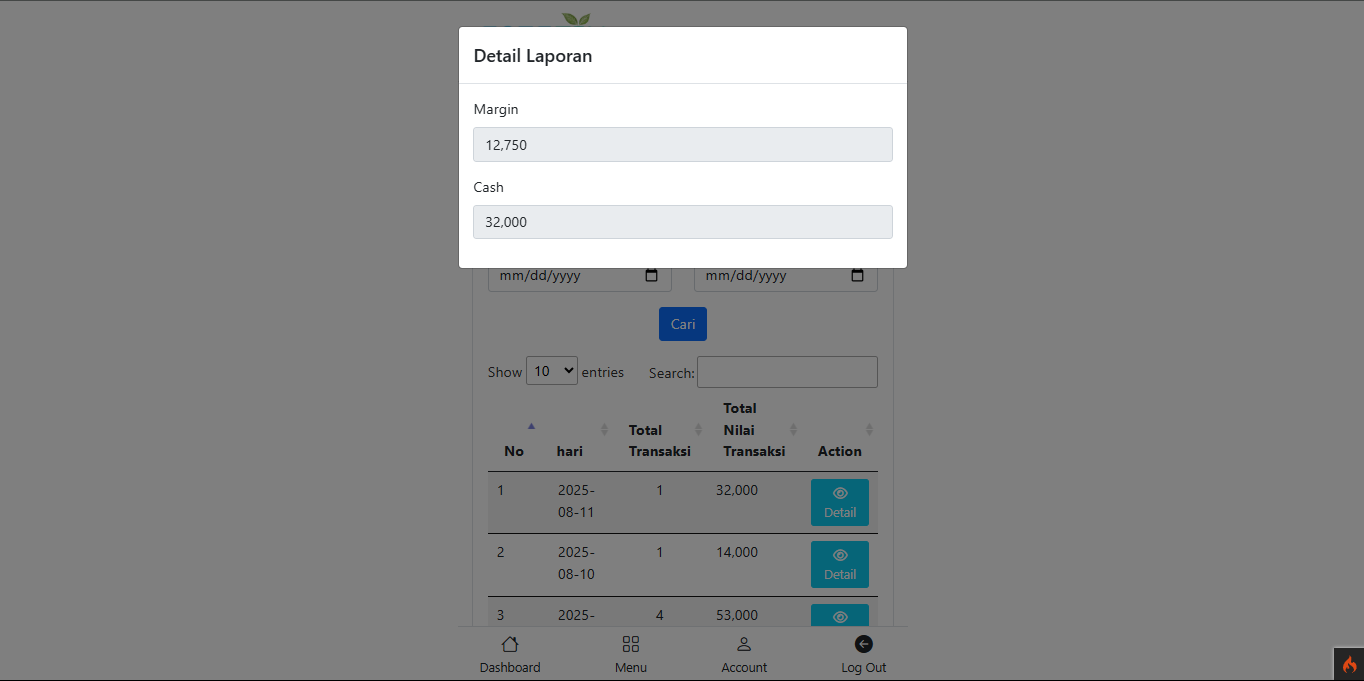 Detail Laporan
Margin
12,750
Cash
32,000
mm/dd/yyyy mm/dd/yyyy
Cari
Show 10 entries Search:
No hari Total Transaksi Total Nilai Transaksi Action
1 2025-08-11 1 32,000 Detail
2 2025-08-10 1 14,000 Detail
3 2025- 4 53,000
Dashboard Menu Account Log Out